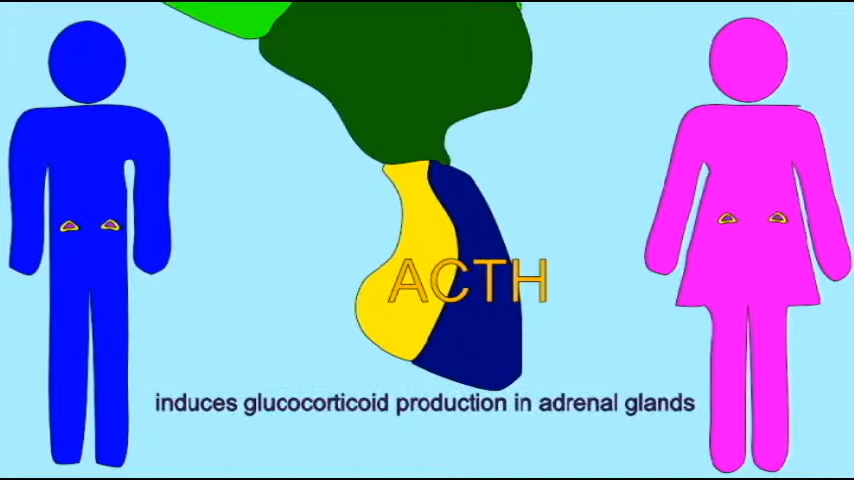 ACTH
induces glucocorticoid production in adrenal glands